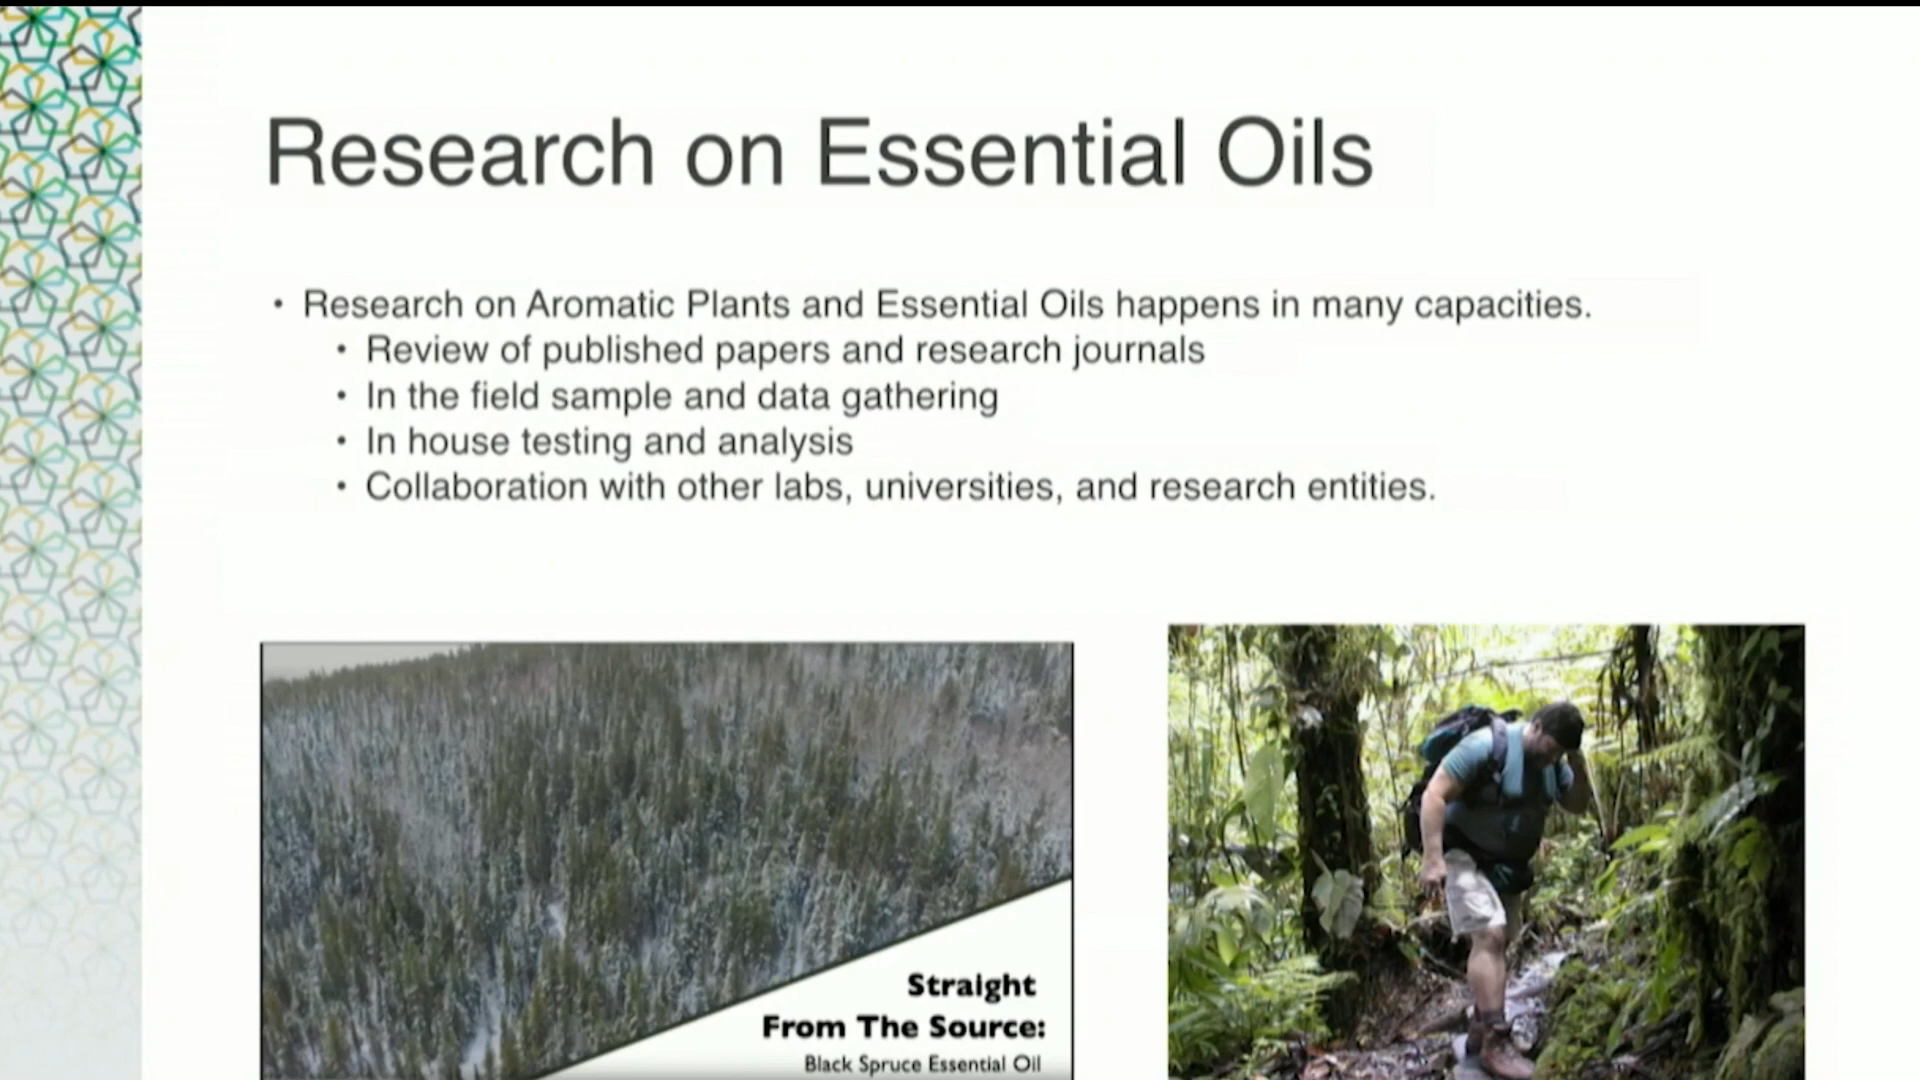 Research on Essential Oils
• Research on Aromatic Plants and Essential Oils happens in many capacities.
• Review of published papers and research journals
• In the field sample and data gathering
• In house testing and analysis
• Collaboration with other labs, universities, and research entities.
Straight
From The Source:
Black Spruce Essential Oil